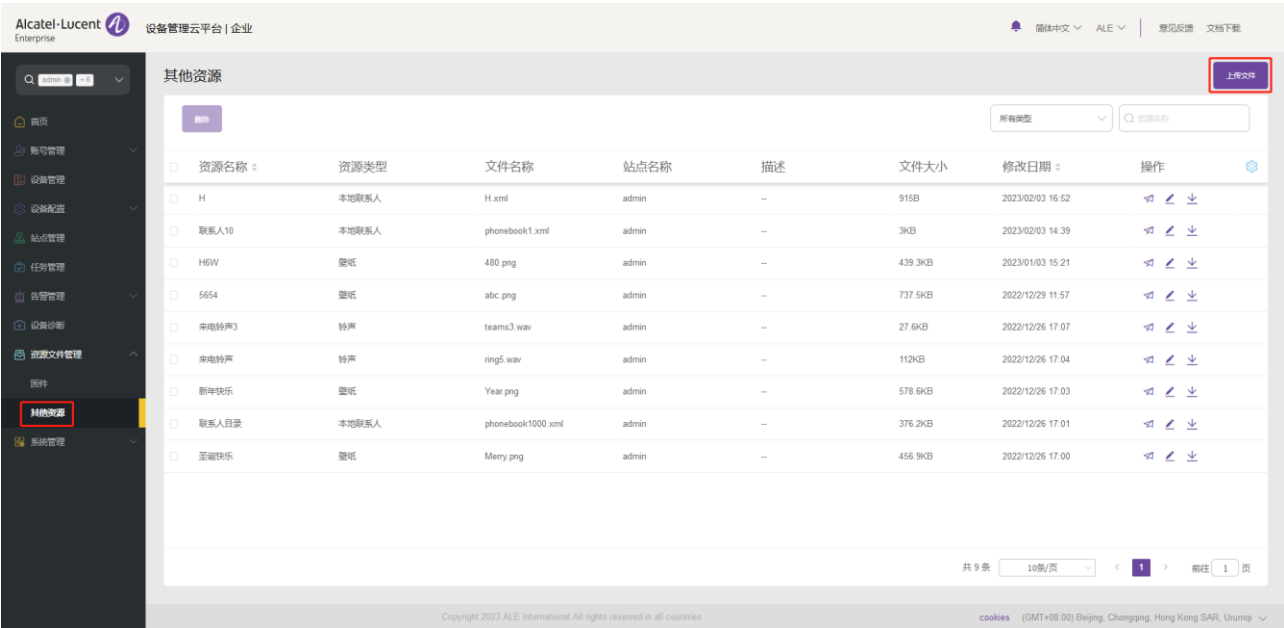 Alcatel·Lucent
Enterprise
设备管理云平台 | 企业
简体中文 ALE 意见反馈 文档下载
admin +6
首页
账号管理
设备管理
设备配置
站点管理
任务管理
告警管理
设备诊断
资源文件管理
固件
其他资源
系统管理
其他资源
上传文件
删除
所有类型
资源名称
资源名称 资源类型 文件名称 站点名称 描述 文件大小 修改日期 操作
H 本地联系人 H.xml admin -- 915B 2023/02/03 16:52
联系人10 本地联系人 phonebook1.xml admin -- 3KB 2023/02/03 14:39
H6W 壁纸 480.png admin -- 439.3KB 2023/01/03 15:21
5654 壁纸 abc.png admin -- 737.5KB 2022/12/29 11:57
来电铃声3 铃声 teams3.wav admin -- 27.6KB 2022/12/26 17:07
来电铃声 铃声 ring5.wav admin -- 112KB 2022/12/26 17:04
新年快乐 壁纸 Year.png admin -- 578.6KB 2022/12/26 17:03
联系人目录 本地联系人 phonebook1000.xml admin -- 376.2KB 2022/12/26 17:01
圣诞快乐 壁纸 Merry.png admin -- 456.9KB 2022/12/26 17:00
共 9 条 10条/页 1 前往 1 页
Copyright 2023 ALE International.All rights reserved in all countries
cookies (GMT+08:00) Beijing, Chongqing, Hong Kong SAR, Urumqi